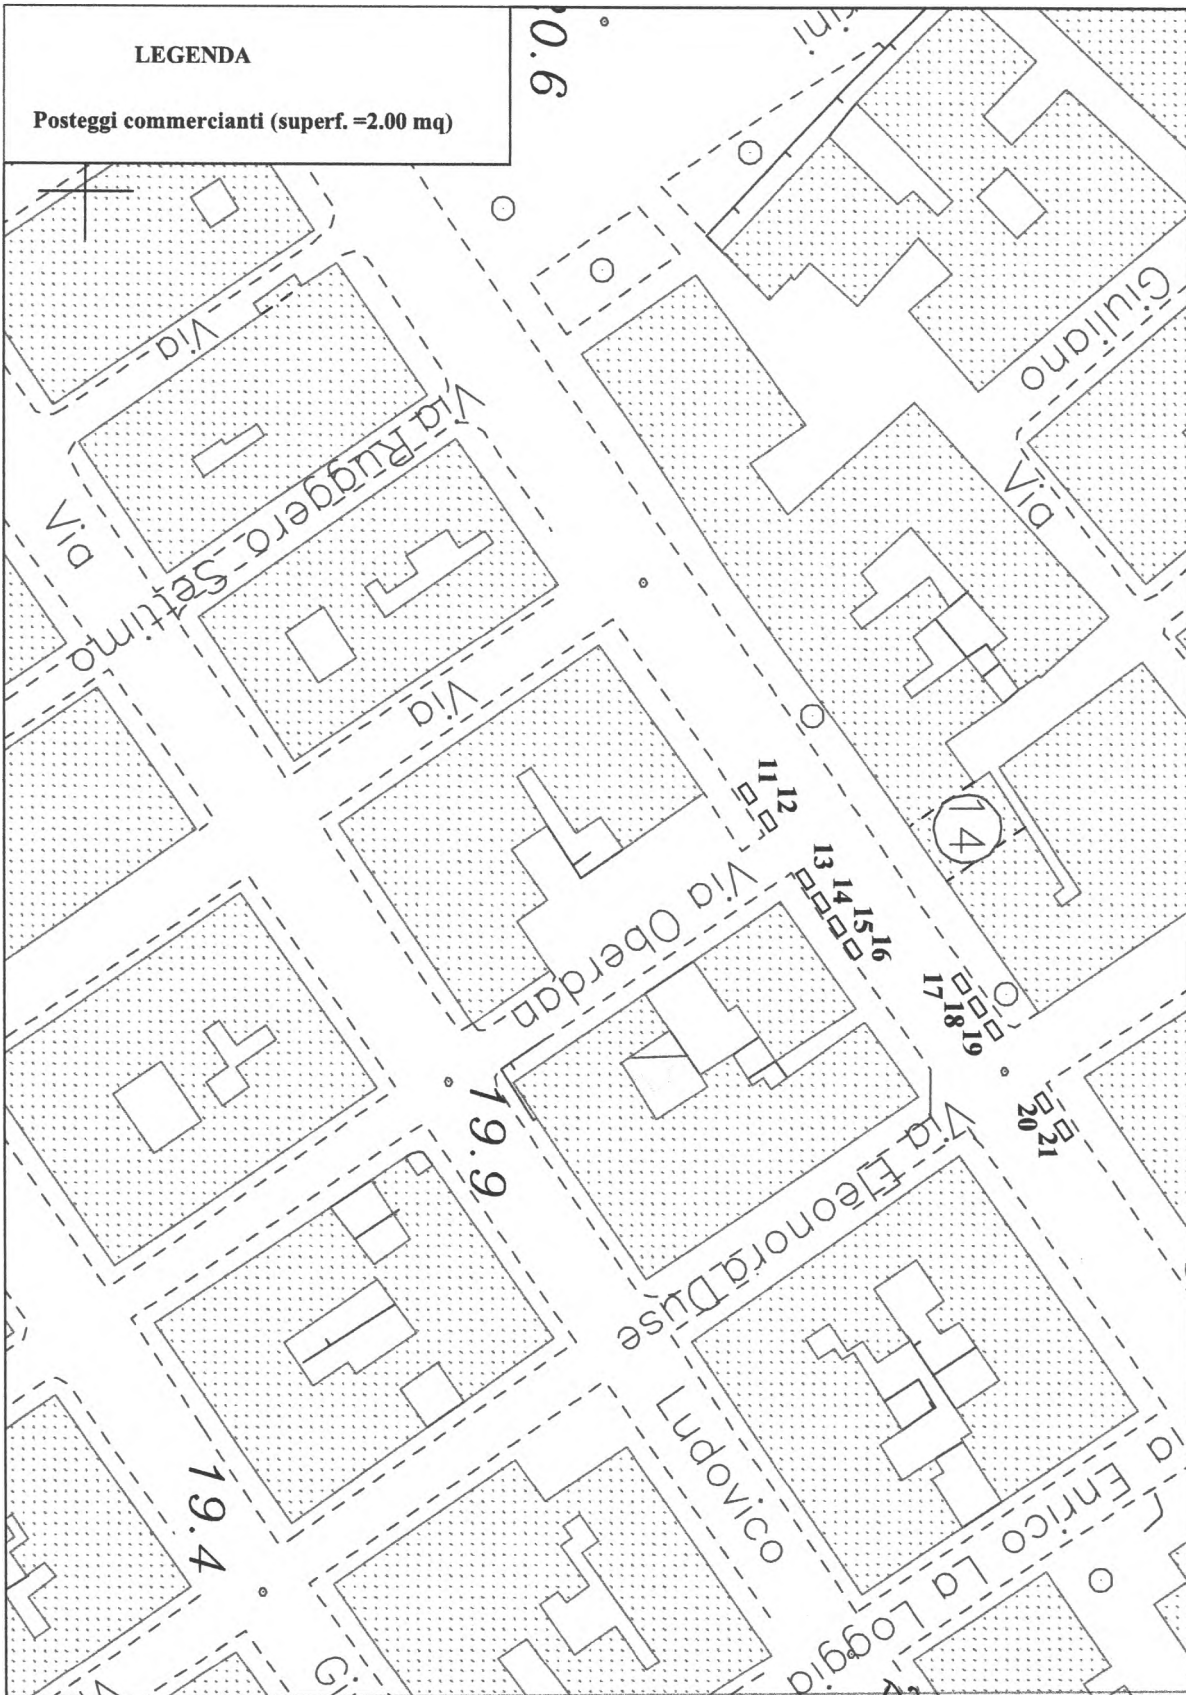 LEGENDA
Posteggi commercianti (superf. =2.00 mq)
0.6
rini
Giuliano
Via
Via
Via Ruggero Settimo
Via
Via
11
12
13
14
15
16
14
17
18
19
20
21
Via Oberdan
19.9
Via Eleonora Duse
Ludovico
a Enrico La Loggia
19.4
Gi